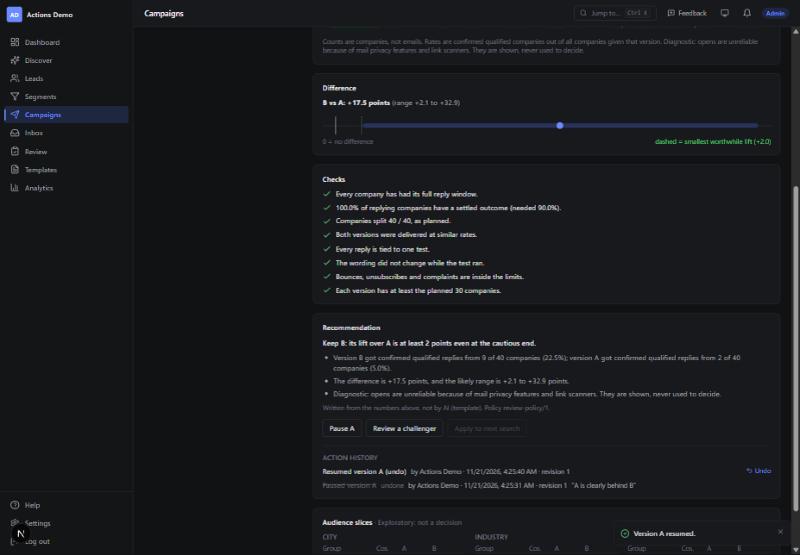 AD Actions Demo
Campaigns
Jump to... Ctrl K
Feedback
Admin
Dashboard
Discover
Leads
Segments
Campaigns
Inbox
Review
Templates
Analytics
Help
Settings
Log out
N
Counts are companies, not emails. Rates are confirmed qualified companies out of all companies given that version. Diagnostic: opens are unreliable
because of mail privacy features and link scanners. They are shown, never used to decide.
Difference
B vs A: +17.5 points (range +2.1 to +32.9)
0 = no difference
dashed = smallest worthwhile lift (+2.0)
Checks
Every company has had its full reply window.
100.0% of replying companies have a settled outcome (needed 90.0%).
Companies split 40 / 40, as planned.
Both versions were delivered at similar rates.
Every reply is tied to one test.
The wording did not change while the test ran.
Bounces, unsubscribes and complaints are inside the limits.
Each version has at least the planned 30 companies.
Recommendation
Keep B: its lift over A is at least 2 points even at the cautious end.
• Version B got confirmed qualified replies from 9 of 40 companies (22.5%); version A got confirmed qualified replies from 2 of 40
companies (5.0%).
• The difference is +17.5 points, and the likely range is +2.1 to +32.9 points.
• Diagnostic: opens are unreliable because of mail privacy features and link scanners. They are shown, never used to decide.
Written from the numbers above, not by AI (template). Policy review-policy/1.
Pause A
Review a challenger
Apply to next search
ACTION HISTORY
Resumed version A (undo) by Actions Demo · 11/21/2026, 4:25:40 AM · revision 1
Undo
Paused version A undone by Actions Demo · 11/21/2026, 4:25:31 AM · revision 1 "A is clearly behind B"
Audience slices · Exploratory: not a decision
CITY
INDUSTRY
Group Cos. A B
Group Cos. A B
Group Cos. A B
Version A resumed.